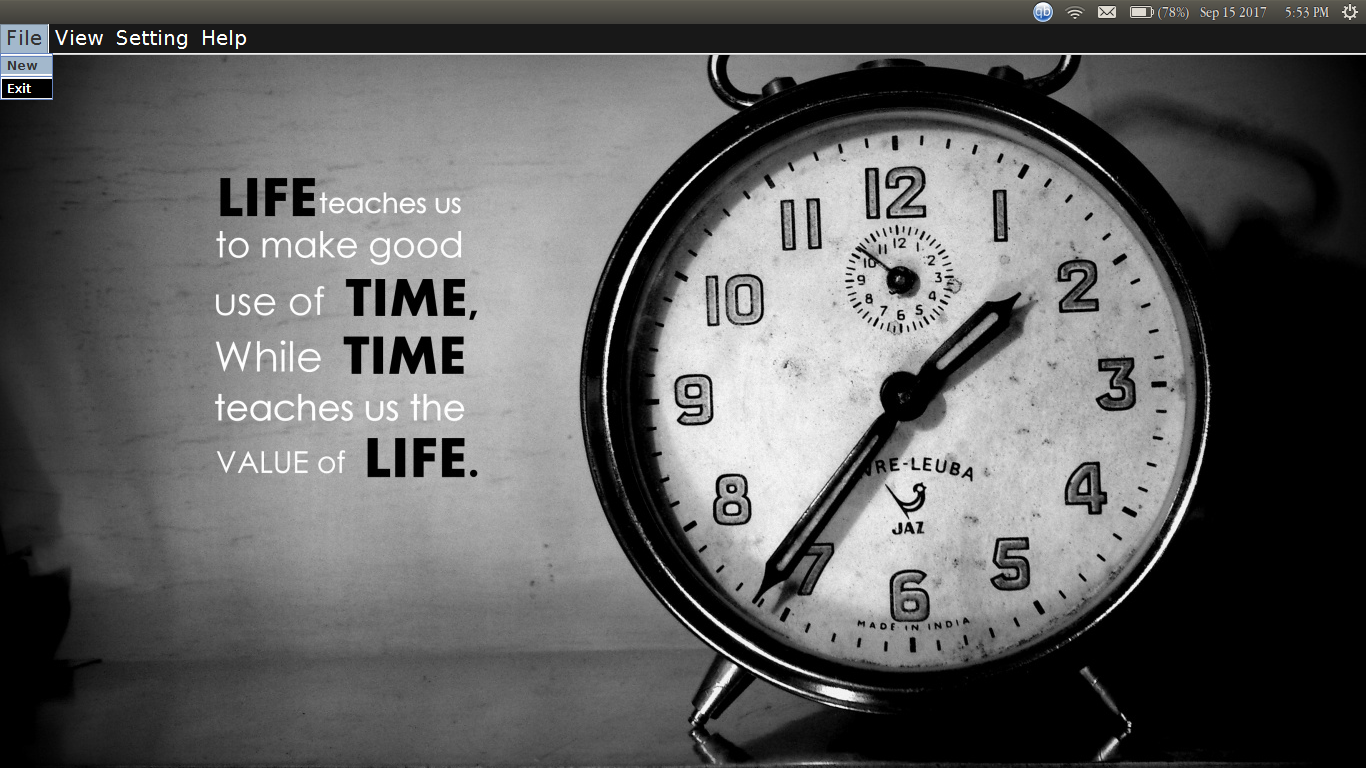 (78%) Sep 15 2017 5:53 PM
File View Setting Help
New
Exit
LIFE teaches us
to make good
use of TIME,
While TIME
teaches us the
VALUE of LIFE.
12
11
1
10
2
9
3
8
4
7
5
6
12
11
1
10
2
9
3
8
4
7
5
6
VRE-LEUBA
JAZ
MADE IN INDIA